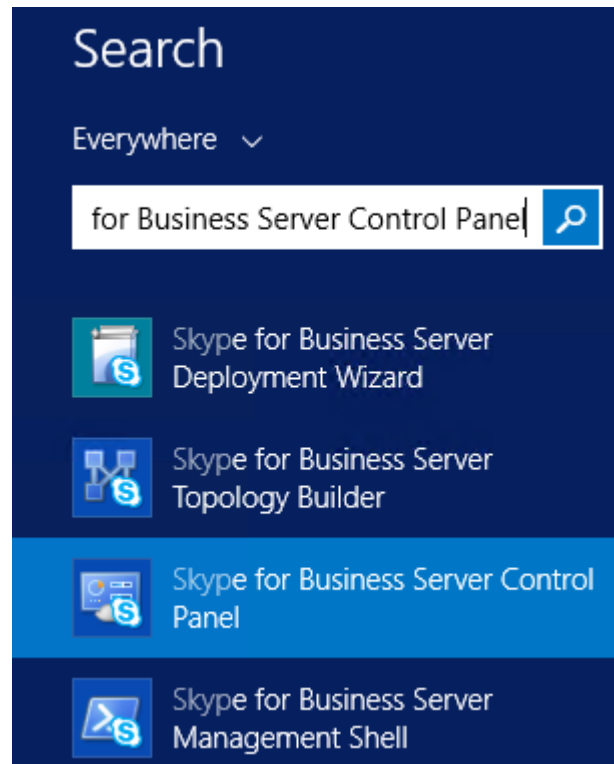 Search
Everywhere
for Business Server Control Panel
Skype for Business Server
Deployment Wizard
Skype for Business Server
Topology Builder
Skype for Business Server Control
Panel
Skype for Business Server
Management Shell